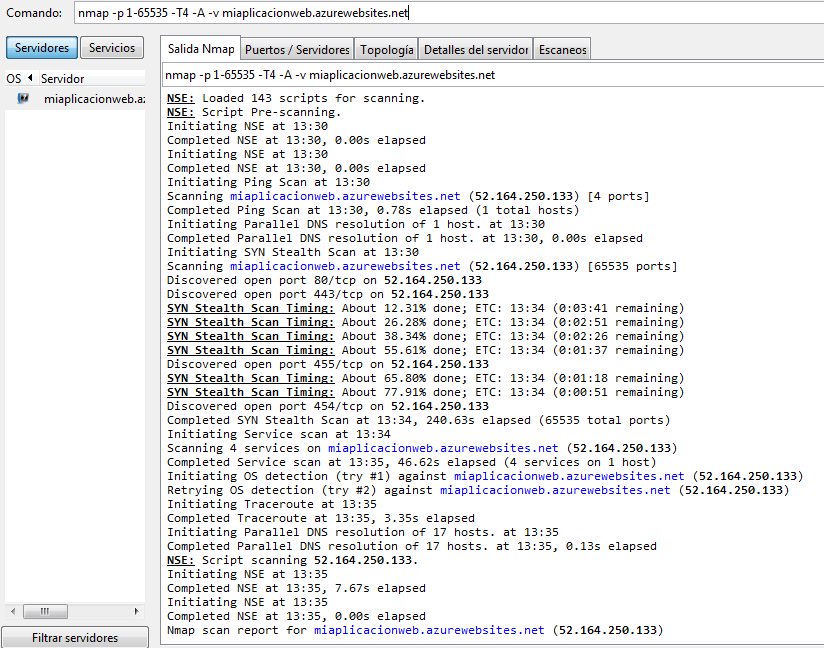 Comando: nmap -p 1-65535 -T4 -A -v miaplicacionweb.azurewebsites.net
Servidores Servicios
OS Servidor
miaplicacionweb.az
Filtrar servidores
Salida Nmap Puertos / Servidores Topología Detalles del servidor Escaneos
nmap -p 1-65535 -T4 -A -v miaplicacionweb.azurewebsites.net
NSE: Loaded 143 scripts for scanning.
NSE: Script Pre-scanning.
Initiating NSE at 13:30
Completed NSE at 13:30, 0.00s elapsed
Initiating NSE at 13:30
Completed NSE at 13:30, 0.00s elapsed
Initiating Ping Scan at 13:30
Scanning miaplicacionweb.azurewebsites.net (52.164.250.133) [4 ports]
Completed Ping Scan at 13:30, 0.78s elapsed (1 total hosts)
Initiating Parallel DNS resolution of 1 host. at 13:30
Completed Parallel DNS resolution of 1 host. at 13:30, 0.00s elapsed
Initiating SYN Stealth Scan at 13:30
Scanning miaplicacionweb.azurewebsites.net (52.164.250.133) [65535 ports]
Discovered open port 80/tcp on 52.164.250.133
Discovered open port 443/tcp on 52.164.250.133
SYN Stealth Scan Timing: About 12.31% done; ETC: 13:34 (0:03:41 remaining)
SYN Stealth Scan Timing: About 26.28% done; ETC: 13:34 (0:02:51 remaining)
SYN Stealth Scan Timing: About 38.34% done; ETC: 13:34 (0:02:26 remaining)
SYN Stealth Scan Timing: About 55.61% done; ETC: 13:34 (0:01:37 remaining)
Discovered open port 455/tcp on 52.164.250.133
SYN Stealth Scan Timing: About 65.80% done; ETC: 13:34 (0:01:18 remaining)
SYN Stealth Scan Timing: About 77.91% done; ETC: 13:34 (0:00:51 remaining)
Discovered open port 454/tcp on 52.164.250.133
Completed SYN Stealth Scan at 13:34, 240.63s elapsed (65535 total ports)
Initiating Service scan at 13:34
Scanning 4 services on miaplicacionweb.azurewebsites.net (52.164.250.133)
Completed Service scan at 13:35, 46.62s elapsed (4 services on 1 host)
Initiating OS detection (try #1) against miaplicacionweb.azurewebsites.net (52.164.250.133)
Retrying OS detection (try #2) against miaplicacionweb.azurewebsites.net (52.164.250.133)
Initiating Traceroute at 13:35
Completed Traceroute at 13:35, 3.35s elapsed
Initiating Parallel DNS resolution of 17 hosts. at 13:35
Completed Parallel DNS resolution of 17 hosts. at 13:35, 0.13s elapsed
NSE: Script scanning 52.164.250.133.
Initiating NSE at 13:35
Completed NSE at 13:35, 7.67s elapsed
Initiating NSE at 13:35
Completed NSE at 13:35, 0.00s elapsed
Nmap scan report for miaplicacionweb.azurewebsites.net (52.164.250.133)